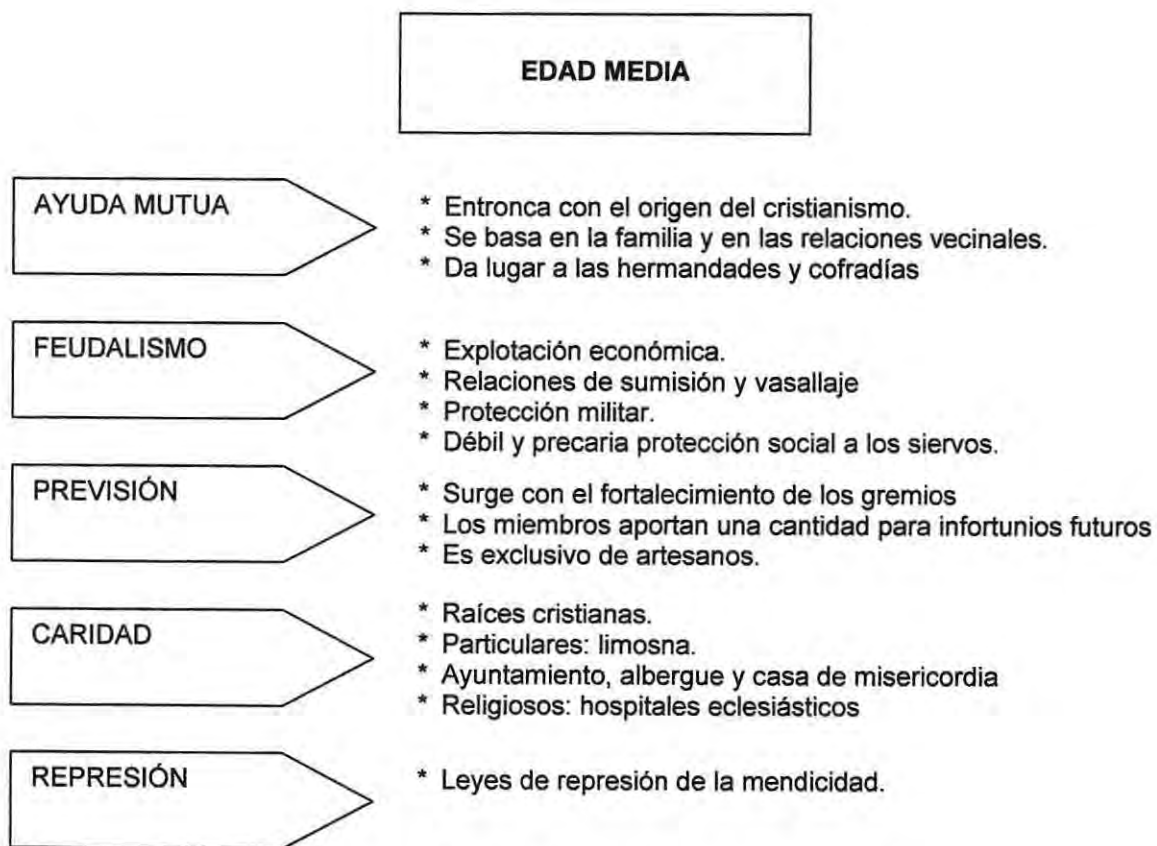 EDAD MEDIA
AYUDA MUTUA
* Entronca con el origen del cristianismo.
* Se basa en la familia y en las relaciones vecinales.
* Da lugar a las hermandades y cofradías
FEUDALISMO
* Explotación económica.
* Relaciones de sumisión y vasallaje
* Protección militar.
* Débil y precaria protección social a los siervos.
PREVISIÓN
* Surge con el fortalecimiento de los gremios
* Los miembros aportan una cantidad para infortunios futuros
* Es exclusivo de artesanos.
CARIDAD
* Raíces cristianas.
* Particulares: limosna.
* Ayuntamiento, albergue y casa de misericordia
* Religiosos: hospitales eclesiásticos
REPRESIÓN
* Leyes de represión de la mendicidad.